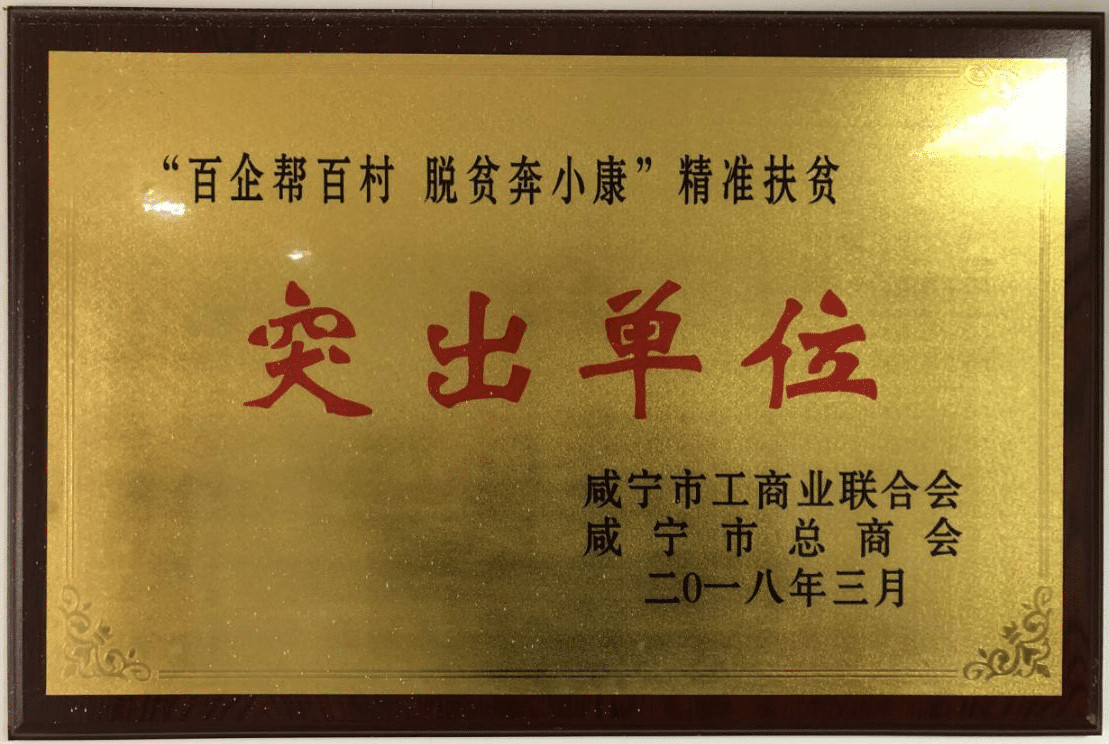 “百企帮百村 脱贫奔小康”精准扶贫
突出单位
咸宁市工商业联合会
咸宁市总商会
二0一八年三月